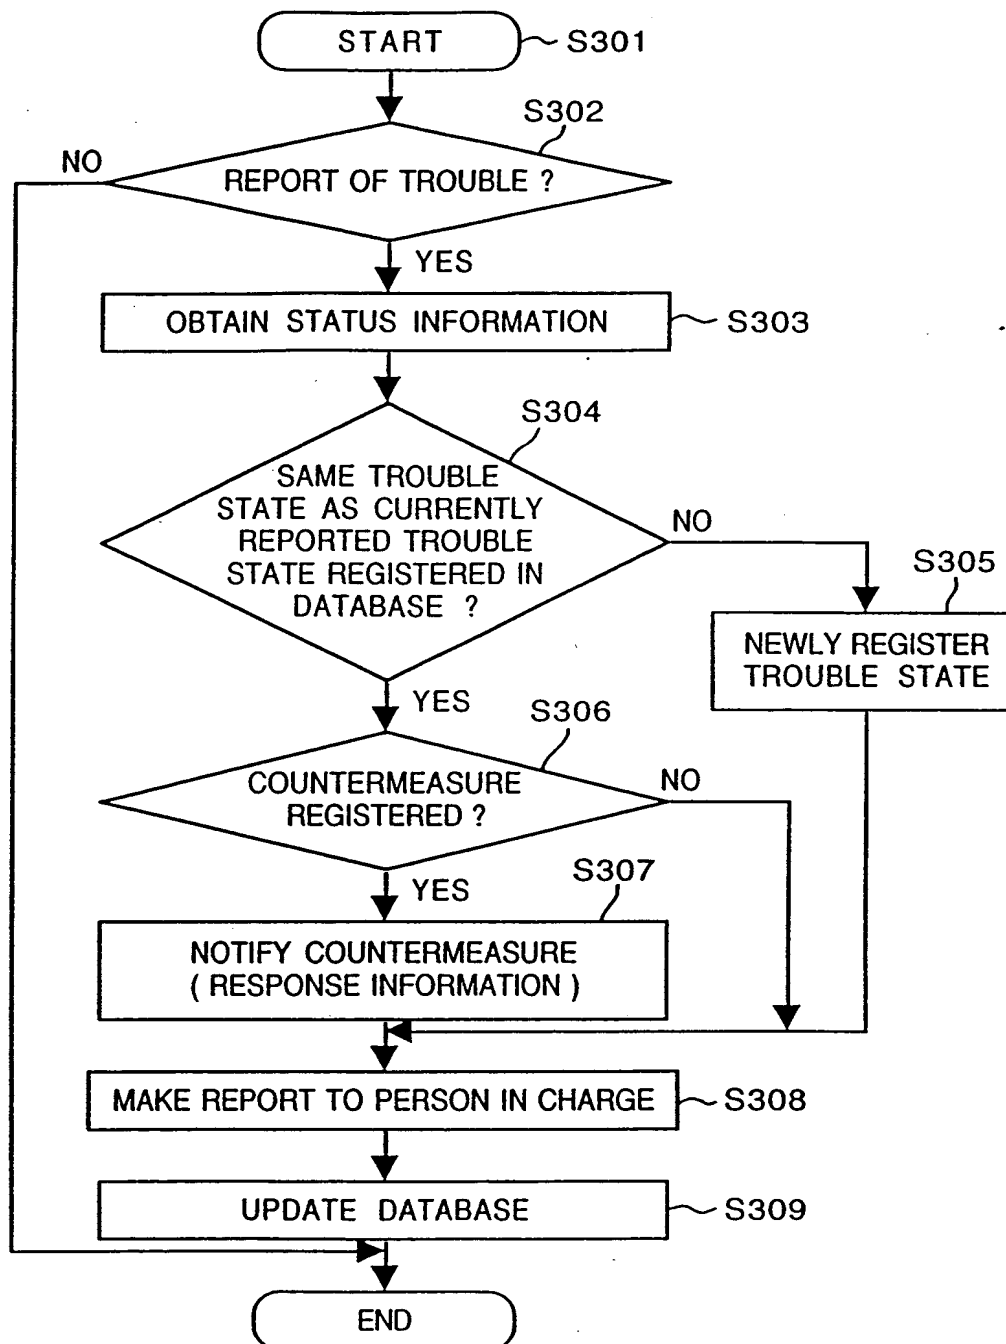 START
S301
S302
NO
REPORT OF TROUBLE ?
YES
OBTAIN STATUS INFORMATION
S303
S304
SAME TROUBLE
STATE AS CURRENTLY
REPORTED TROUBLE
STATE REGISTERED IN
DATABASE ?
NO
S305
NEWLY REGISTER
TROUBLE STATE
YES
S306
COUNTERMEASURE
REGISTERED ?
NO
YES
S307
NOTIFY COUNTERMEASURE
( RESPONSE INFORMATION )
MAKE REPORT TO PERSON IN CHARGE
S308
UPDATE DATABASE
S309
END